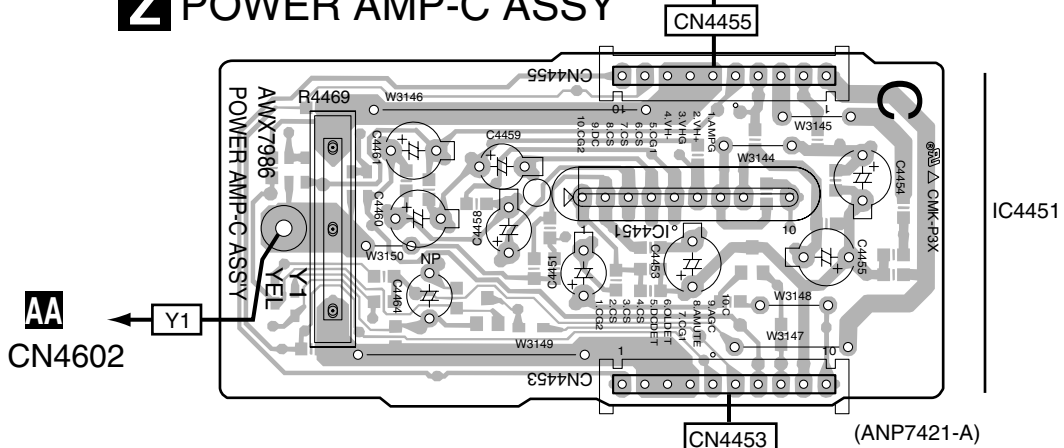 Z POWER AMP-C ASSY
CN4455
CN4455
R4469
W3146
10
1
W3145
AWX7986
POWER AMP-C ASS'Y
C4461
C4459
10.CG2
9.DC
8.CS
7.CS
6.CS
5.CG1
4.VH-
3.VHG
2.VH+
1.AMPG
W3144
C
C4454
CMK-P3X
C4460
C4458
IC4451
1
10
IC4451
W3150
NP
C4451
C4453
C4455
Y1
YEL
C4464
1.CG2
2.CS
3.CS
4.CS
5.DCDET
6.OLDET
7.CG1
8.AMUTE
9.AGC
10.C
W3148
W3147
AA
Y1
CN4602
W3149
1
10
CN4453
CN4453
(ANP7421-A)